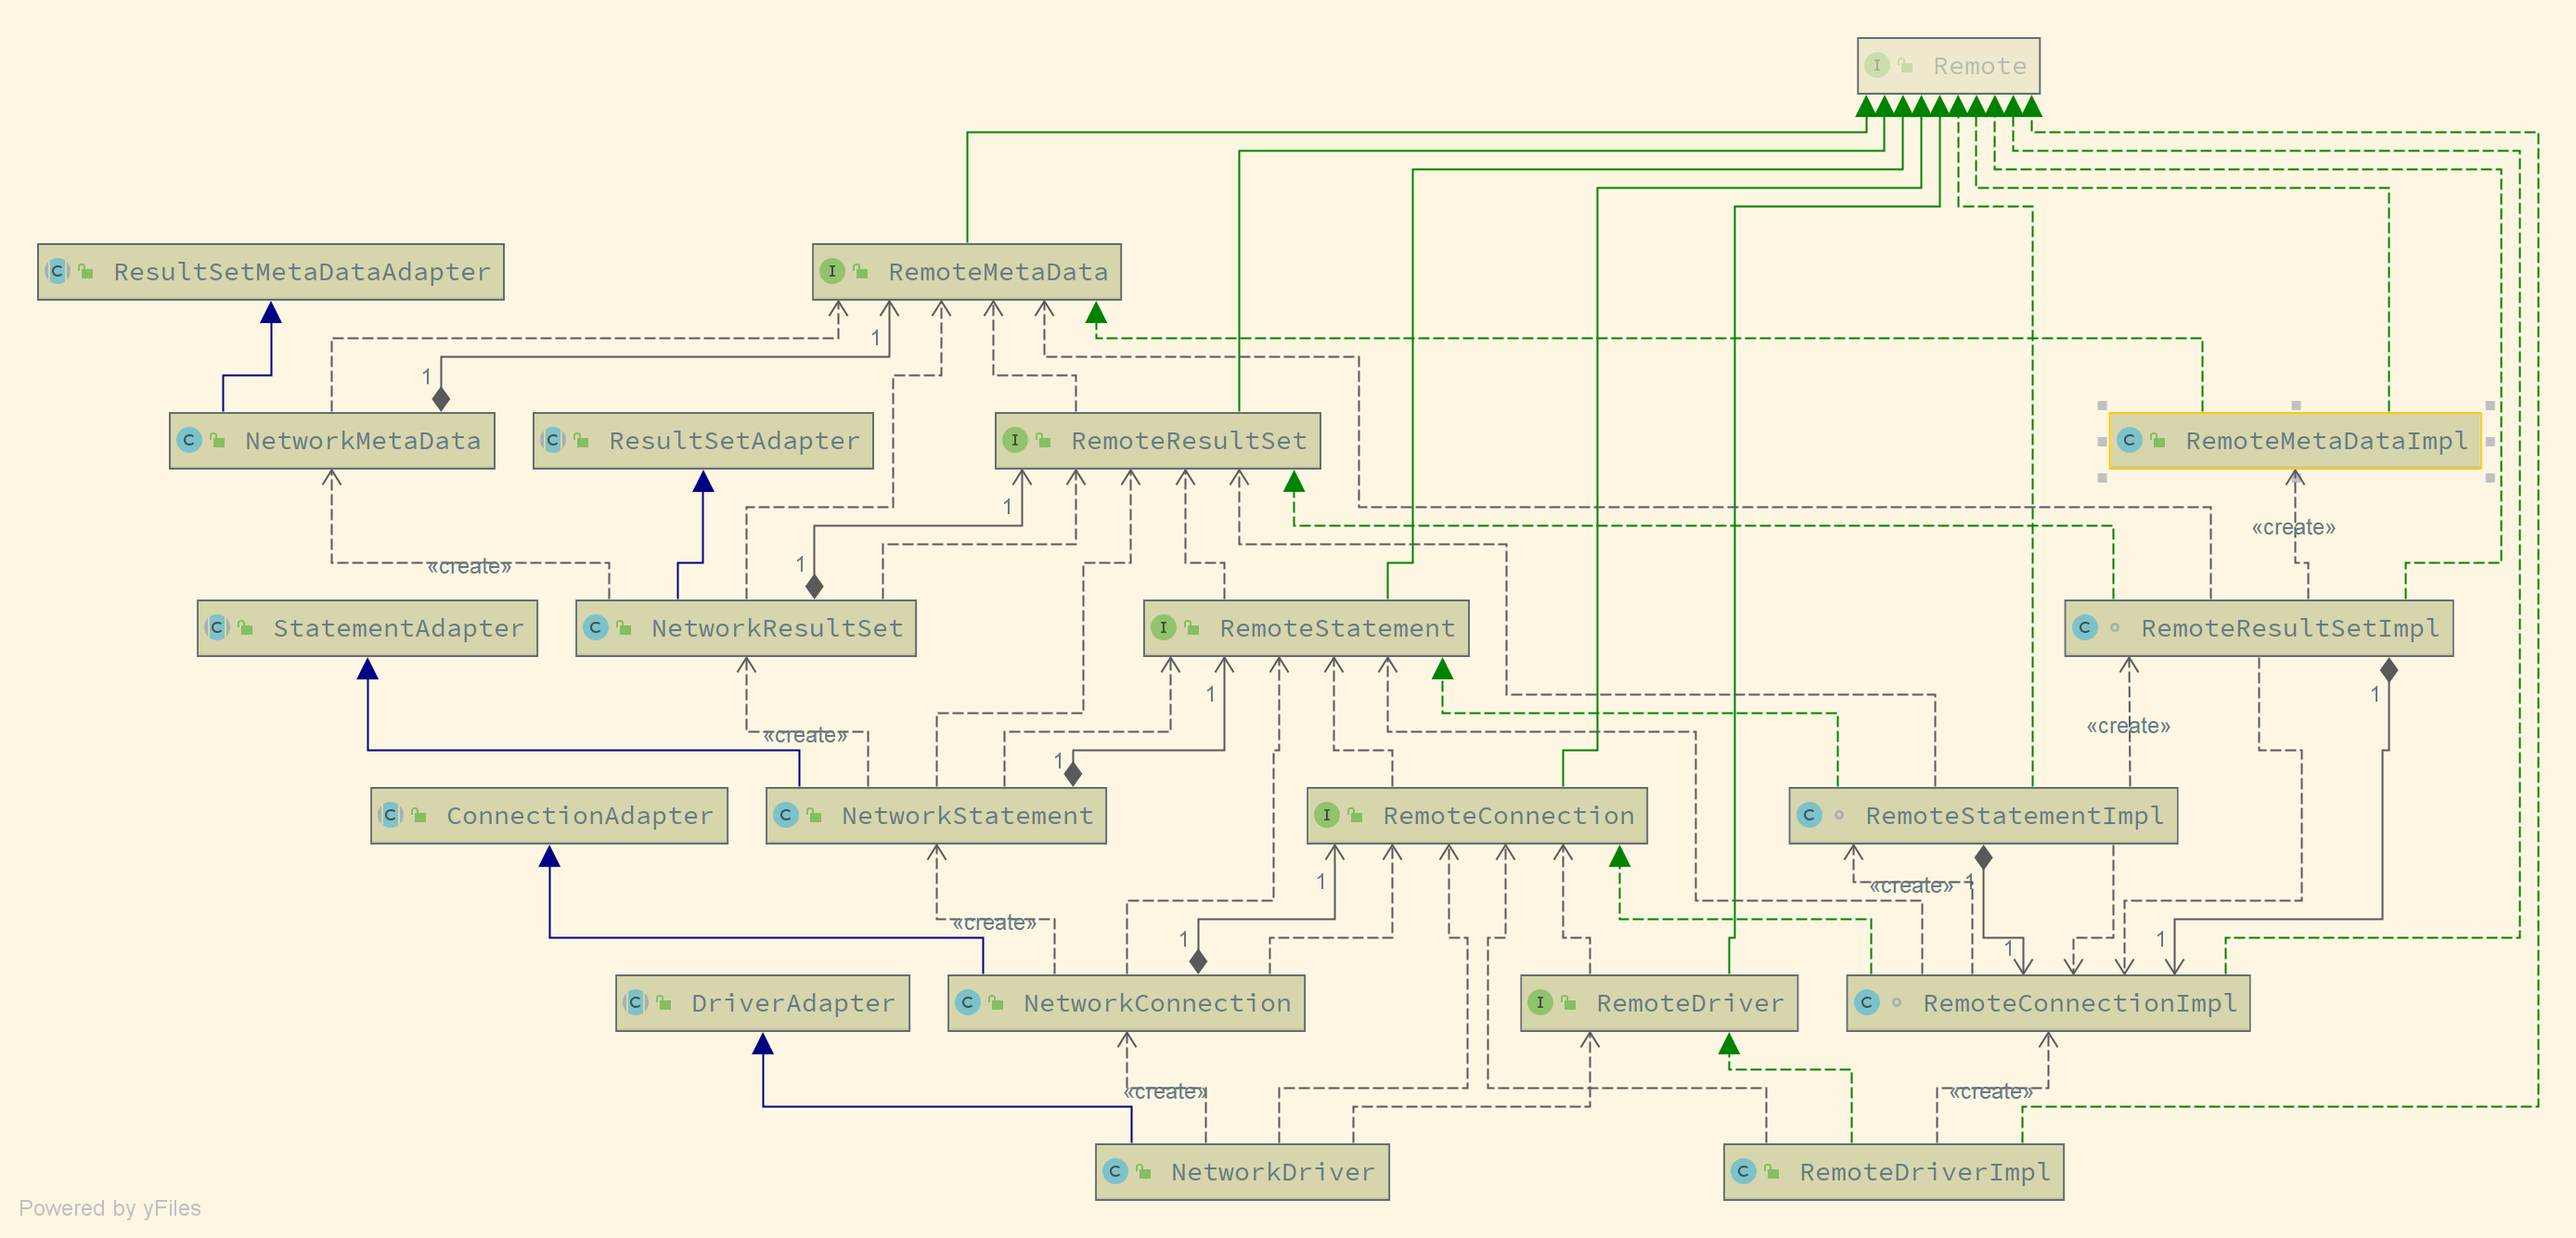 I Remote
C ResultSetMetaDataAdapter
I RemoteMetaData
1
1
C NetworkMetaData
C ResultSetAdapter
I RemoteResultSet
C RemoteMetaDataImpl
1
«create»
«create»
1
C StatementAdapter
C NetworkResultSet
I RemoteStatement
C RemoteResultSetImpl
1
1
«create»
«create»
1
C ConnectionAdapter
C NetworkStatement
I RemoteConnection
C RemoteStatementImpl
1
«create»
1
«create»
1
1
1
C DriverAdapter
C NetworkConnection
I RemoteDriver
C RemoteConnectionImpl
«create»
«create»
C NetworkDriver
C RemoteDriverImpl
Powered by yFiles